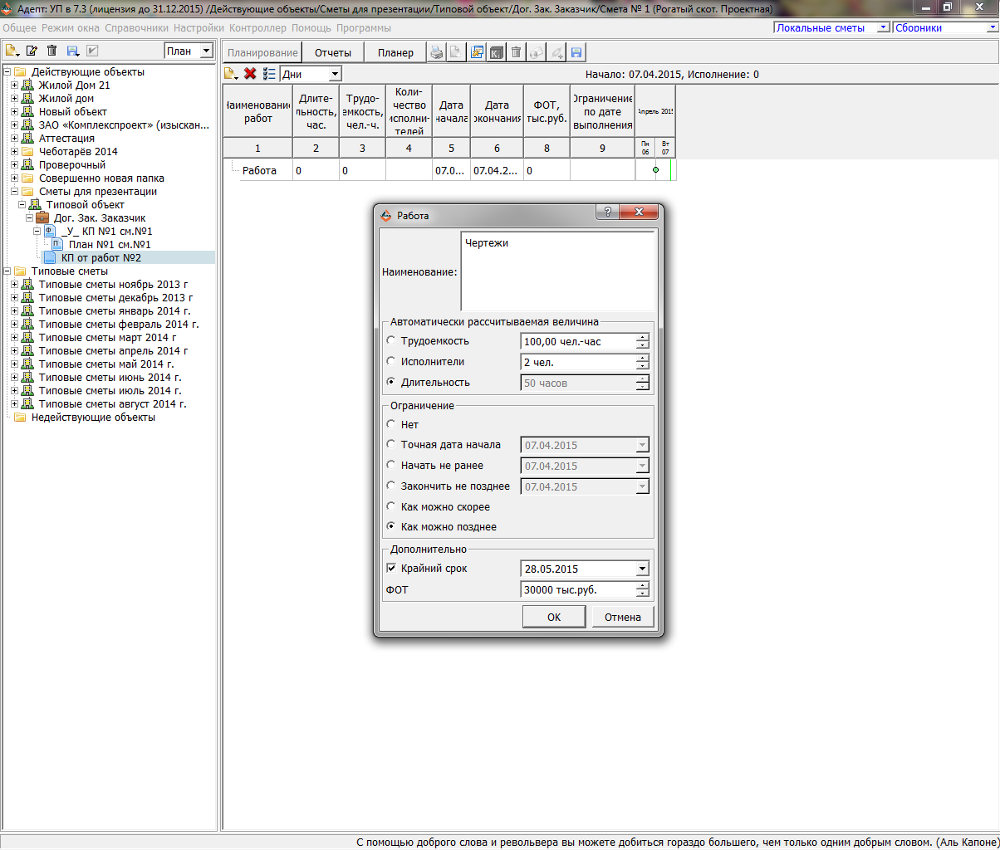 Адепт: УП в 7.3 (лицензия до 31.12.2015) /Действующие объекты/Сметы для презентации/Типовой объект/Дог. Зак. Заказчик/Смета № 1 (Рогатый скот. Проектная)
Общее Режим окна Справочники Настройки Контроллер Помощь Программы
Локальные сметы
Сборники
План
Действующие объекты
Жилой Дом 21
Жилой дом
Новый объект
ЗАО «Комплекспроект» (изыскан...
Аттестация
Чеботарёв 2014
Проверочный
Совершенно новая папка
Сметы для презентации
Типовой объект
Дог. Зак. Заказчик
_У_ КП №1 см.№1
План №1 см.№1
КП от работ №2
Типовые сметы
Типовые сметы ноябрь 2013 г
Типовые сметы декабрь 2013 г
Типовые сметы январь 2014 г.
Типовые сметы февраль 2014 г.
Типовые сметы март 2014 г
Типовые сметы апрель 2014 г
Типовые сметы май 2014 г.
Типовые сметы июнь 2014 г.
Типовые сметы июль 2014 г.
Типовые сметы август 2014 г.
Недействующие объекты
Планирование
Отчеты
Планер
Дни
Начало: 07.04.2015, Исполнение: 0
Наименование
работ
Длите-
льность,
час.
Трудо-
емкость,
чел.-ч.
Коли-
чество
исполни-
телей
Дата
начала
Дата
окончания
ФОТ,
тыс.руб.
Ограничение
по дате
выполнения
Апрель 2015
1 2 3 4 5 6 8 9
Пн
06
Вт
07
Работа 0 0 07.0... 07.04.2... 0
Работа
Наименование:
Чертежи
Автоматически рассчитываемая величина
Трудоемкость 100,00 чел.-час
Исполнители 2 чел.
Длительность 50 часов
Ограничение
Нет
Точная дата начала 07.04.2015
Начать не ранее 07.04.2015
Закончить не позднее 07.04.2015
Как можно скорее
Как можно позднее
Дополнительно
Крайний срок 28.05.2015
ФОТ 30000 тыс.руб.
ОК Отмена
С помощью доброго слова и револьвера вы можете добиться гораздо большего, чем только одним добрым словом. (Аль Капоне)